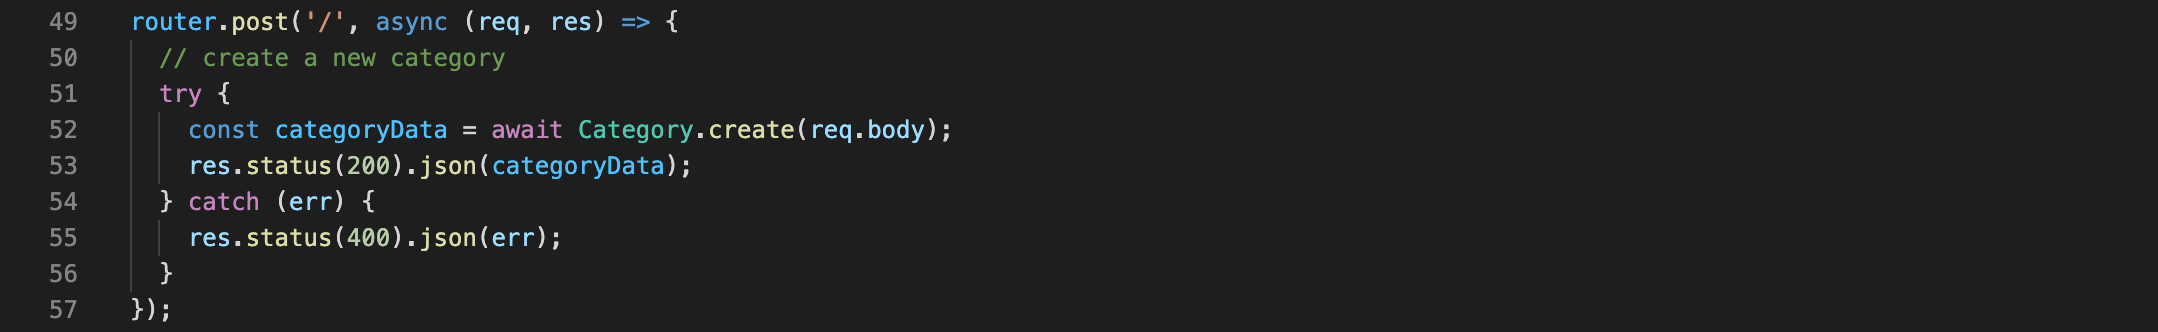 49 router.post('/', async (req, res) => {
50 // create a new category
51 try {
52 const categoryData = await Category.create(req.body);
53 res.status(200).json(categoryData);
54 } catch (err) {
55 res.status(400).json(err);
56 }
57 });